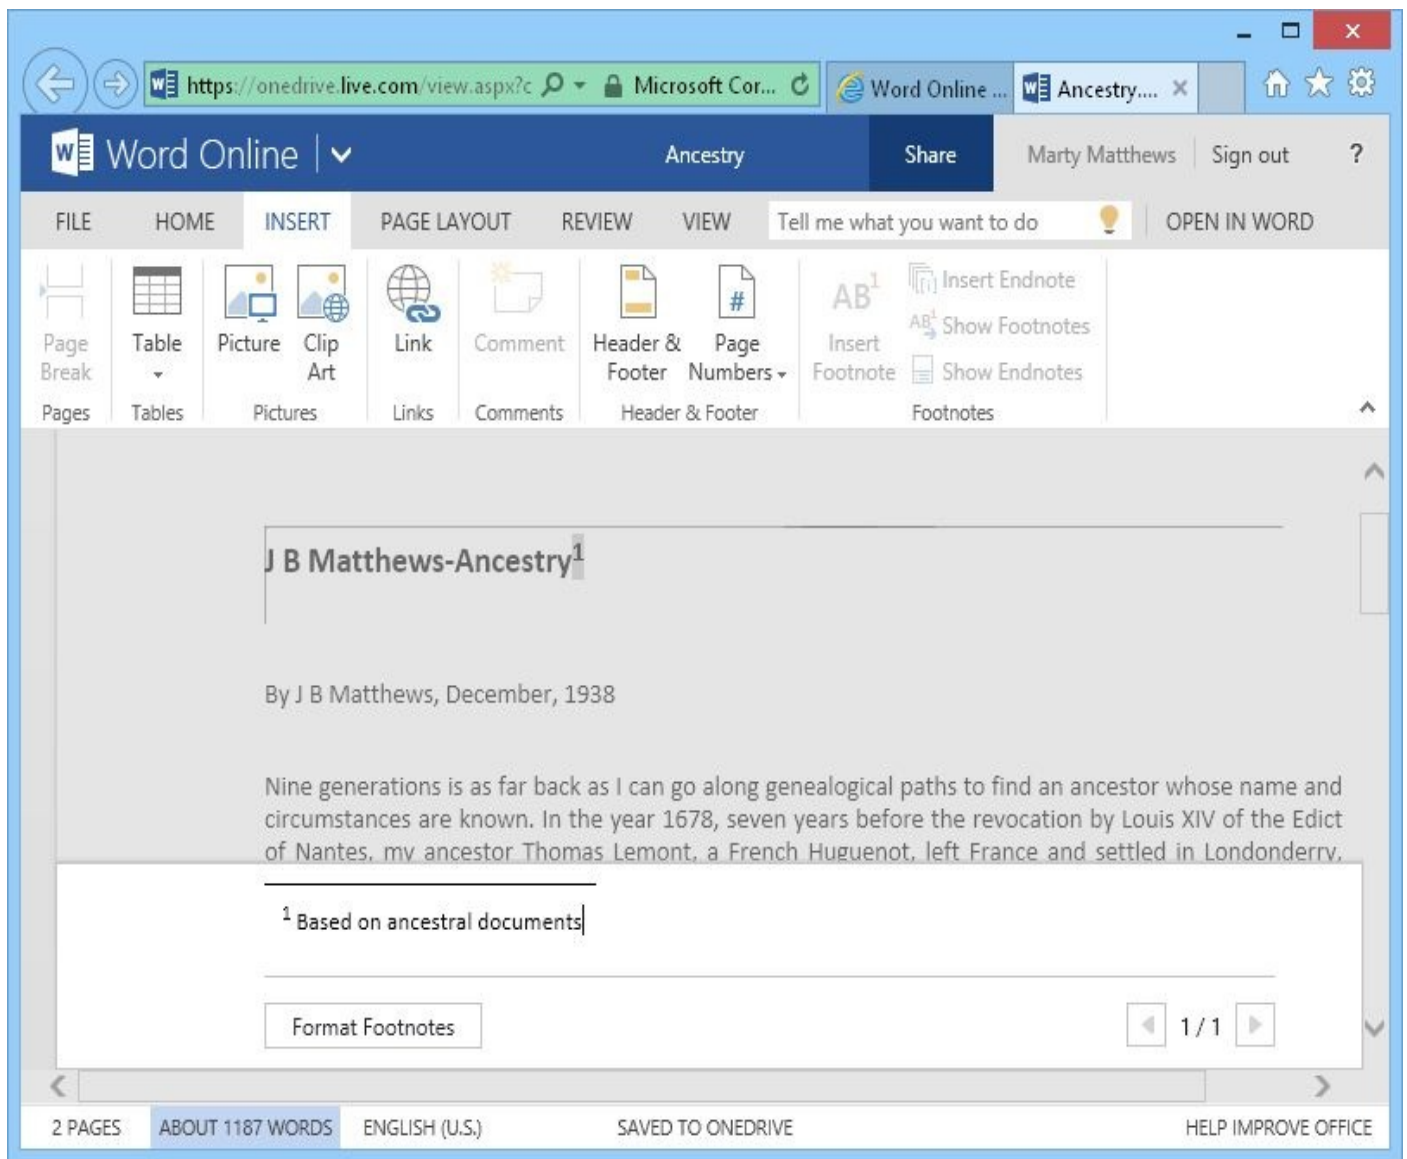 https://onedrive.live.com/view.aspx?c Microsoft Cor... Word Online ... Ancestry....
Word Online Ancestry Share Marty Matthews Sign out ?
FILE HOME INSERT PAGE LAYOUT REVIEW VIEW Tell me what you want to do OPEN IN WORD
Page Break
Table
Picture
Clip Art
Link
Comment
Header & Footer
Page Numbers
AB1
Insert Footnote
Insert Endnote
Show Footnotes
Show Endnotes
Pages Tables Pictures Links Comments Header & Footer Footnotes
J B Matthews-Ancestry1
By J B Matthews, December, 1938
Nine generations is as far back as I can go along genealogical paths to find an ancestor whose name and
circumstances are known. In the year 1678, seven years before the revocation by Louis XIV of the Edict
of Nantes, my ancestor Thomas Lemont, a French Huguenot, left France and settled in Londonderry,
1 Based on ancestral documents
Format Footnotes 1 / 1
2 PAGES ABOUT 1187 WORDS ENGLISH (U.S.) SAVED TO ONEDRIVE HELP IMPROVE OFFICE